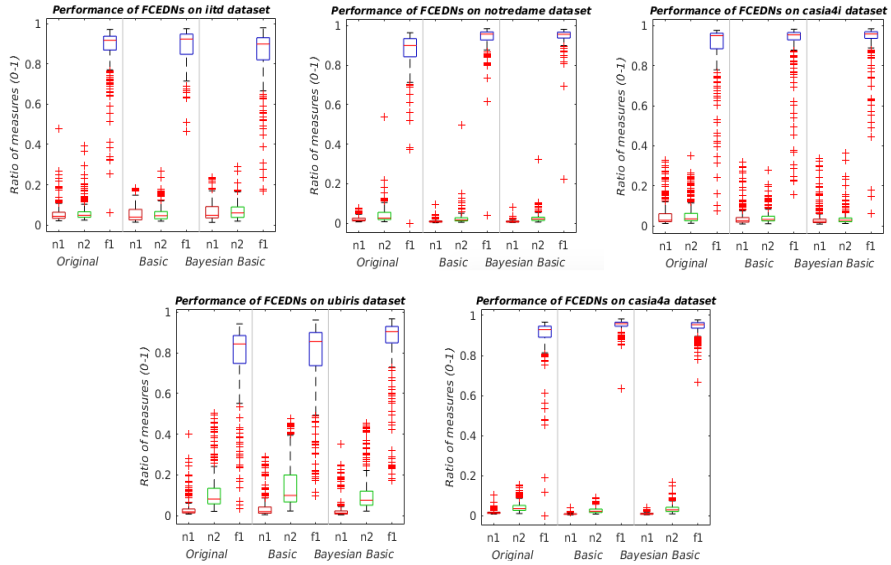 Performance of FCEDNs on iitd dataset
Ratio of measures (0-1)
1
0.8
0.6
0.4
0.2
0
n1 n2 f1 n1 n2 f1 n1 n2 f1
Original Basic Bayesian Basic
Performance of FCEDNs on notredame dataset
Ratio of measures (0-1)
1
0.8
0.6
0.4
0.2
0
n1 n2 f1 n1 n2 f1 n1 n2 f1
Original Basic Bayesian Basic
Performance of FCEDNs on casia4i dataset
Ratio of measures (0-1)
1
0.8
0.6
0.4
0.2
0
n1 n2 f1 n1 n2 f1 n1 n2 f1
Original Basic Bayesian Basic
Performance of FCEDNs on ubiris dataset
Ratio of measures (0-1)
1
0.8
0.6
0.4
0.2
0
n1 n2 f1 n1 n2 f1 n1 n2 f1
Original Basic Bayesian Basic
Performance of FCEDNs on casia4a dataset
Ratio of measures (0-1)
1
0.8
0.6
0.4
0.2
0
n1 n2 f1 n1 n2 f1 n1 n2 f1
Original Basic Bayesian Basic